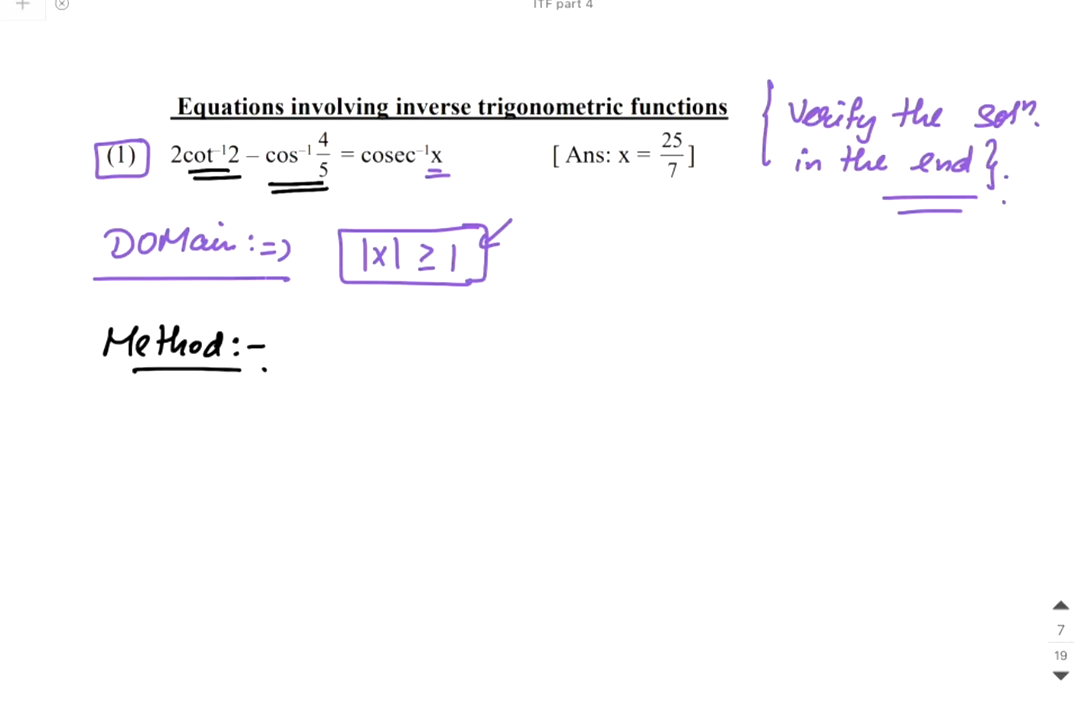 ITF part 4
Equations involving inverse trigonometric functions
(1) 2cot⁻¹2 – cos⁻¹ 4/5 = cosec⁻¹x [ Ans: x = 25/7 ]
{ Verify the solⁿ.
in the end }.
DOMain :⇒ |x| ≥ 1
Method:-
7
19